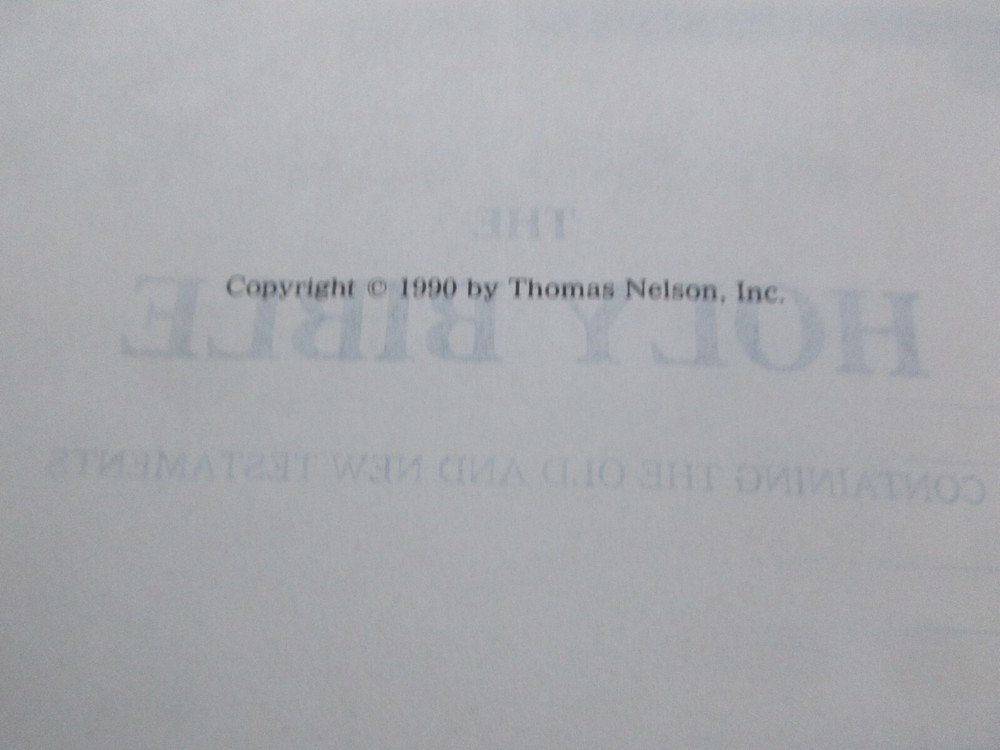 THE
Copyright © 1990 by Thomas Nelson, Inc.
HOLY BIBLE
CONTAINING THE OLD AND NEW TESTAMENTS